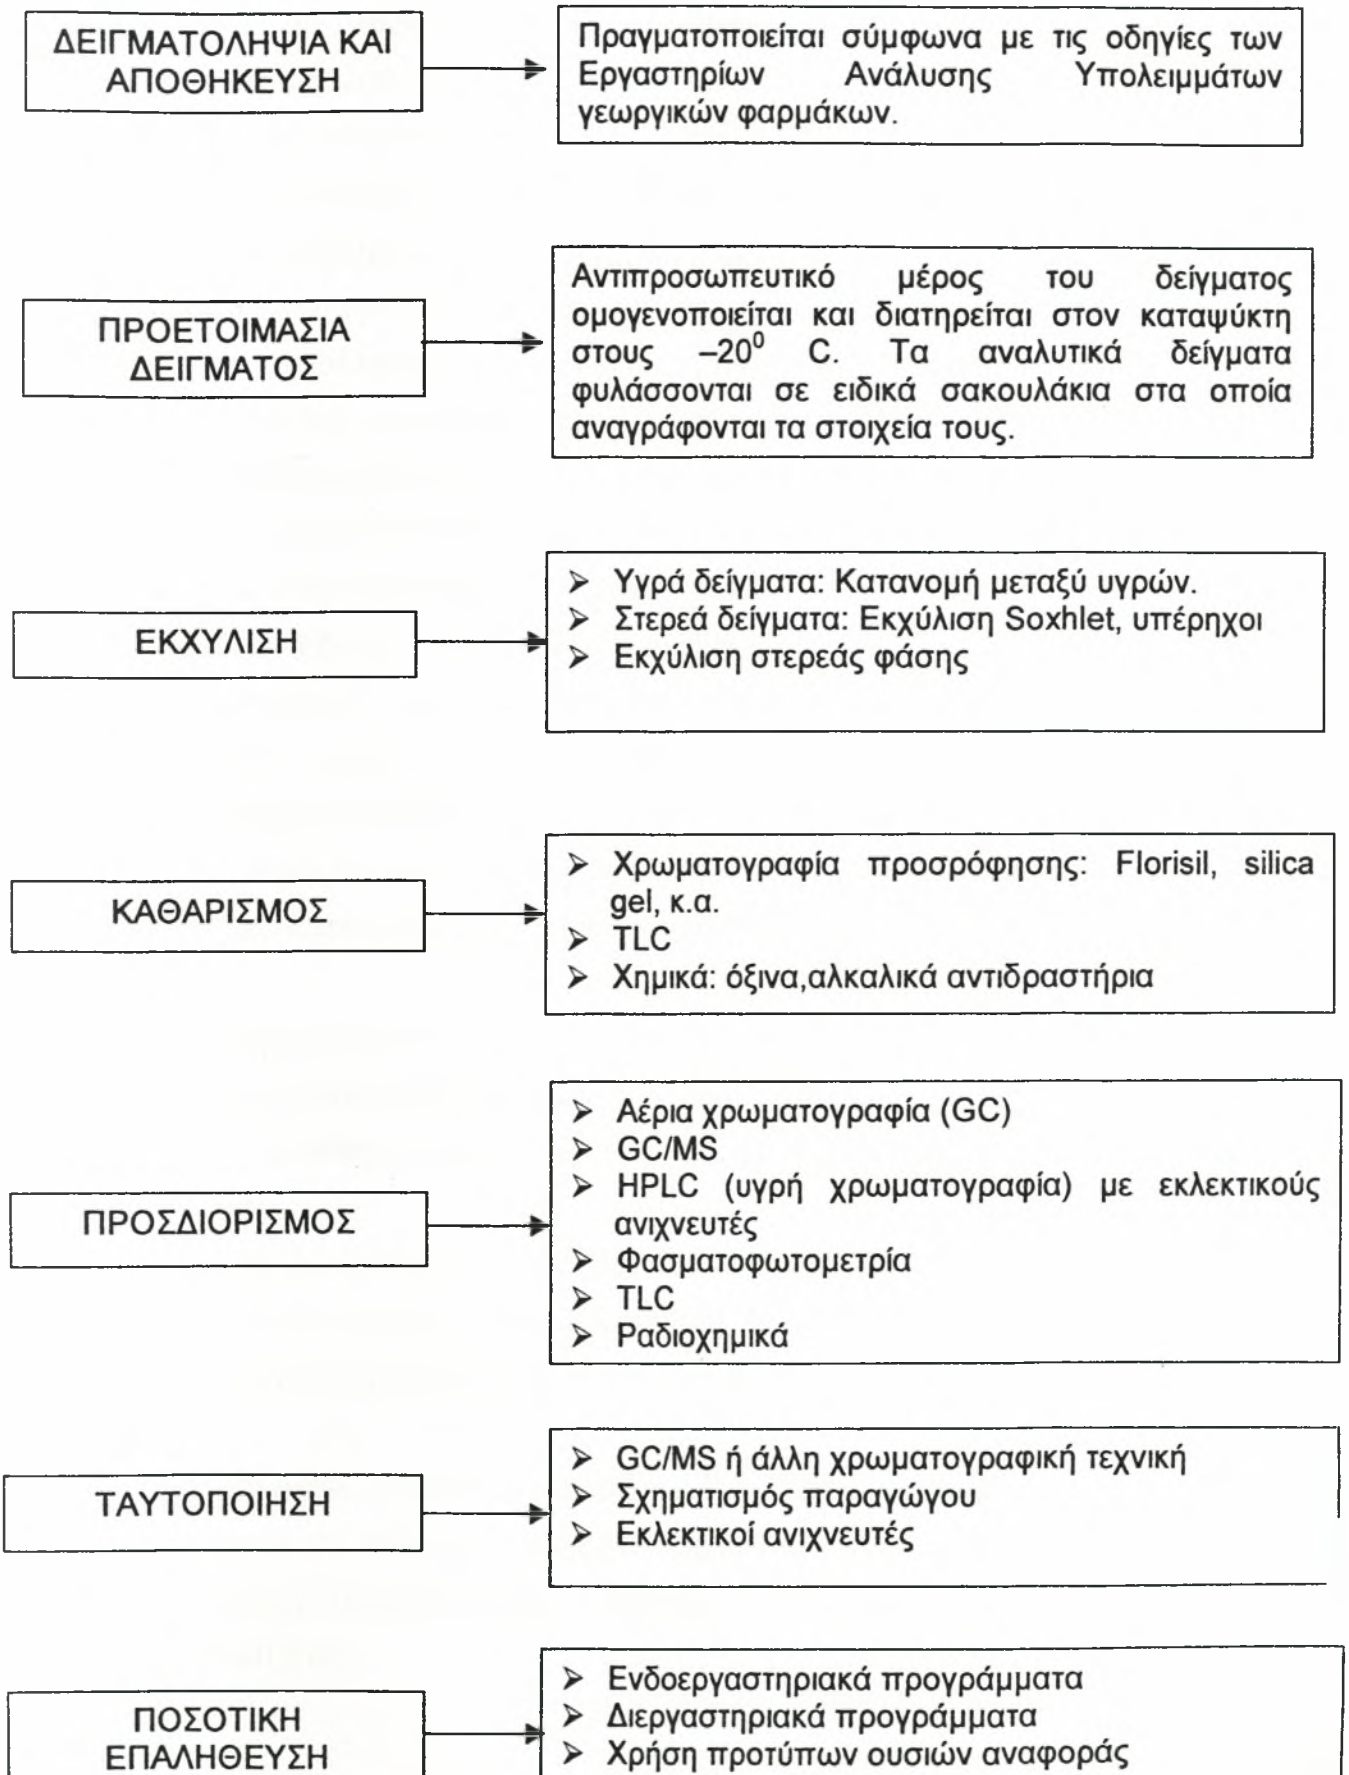 ΔΕΙΓΜΑΤΟΛΗΨΙΑ ΚΑΙ
ΑΠΟΘΗΚΕΥΣΗ
Πραγματοποιείται σύμφωνα με τις οδηγίες των
Εργαστηρίων Ανάλυσης Υπολειμμάτων
γεωργικών φαρμάκων.
ΠΡΟΕΤΟΙΜΑΣΙΑ
ΔΕΙΓΜΑΤΟΣ
Αντιπροσωπευτικό μέρος του δείγματος
ομογενοποιείται και διατηρείται στον καταψύκτη
στους –20⁰ C. Τα αναλυτικά δείγματα
φυλάσσονται σε ειδικά σακουλάκια στα οποία
αναγράφονται τα στοιχεία τους.
ΕΚΧΥΛΙΣΗ
➢ Υγρά δείγματα: Κατανομή μεταξύ υγρών.
➢ Στερεά δείγματα: Εκχύλιση Soxhlet, υπέρηχοι
➢ Εκχύλιση στερεάς φάσης
ΚΑΘΑΡΙΣΜΟΣ
➢ Χρωματογραφία προσρόφησης: Florisil, silica
gel, κ.α.
➢ TLC
➢ Χημικά: όξινα,αλκαλικά αντιδραστήρια
ΠΡΟΣΔΙΟΡΙΣΜΟΣ
➢ Αέρια χρωματογραφία (GC)
➢ GC/MS
➢ HPLC (υγρή χρωματογραφία) με εκλεκτικούς
ανιχνευτές
➢ Φασματοφωτομετρία
➢ TLC
➢ Ραδιοχημικά
ΤΑΥΤΟΠΟΙΗΣΗ
➢ GC/MS ή άλλη χρωματογραφική τεχνική
➢ Σχηματισμός παραγώγου
➢ Εκλεκτικοί ανιχνευτές
ΠΟΣΟΤΙΚΗ
ΕΠΑΛΗΘΕΥΣΗ
➢ Ενδοεργαστηριακά προγράμματα
➢ Διεργαστηριακά προγράμματα
➢ Χρήση προτύπων ουσιών αναφοράς